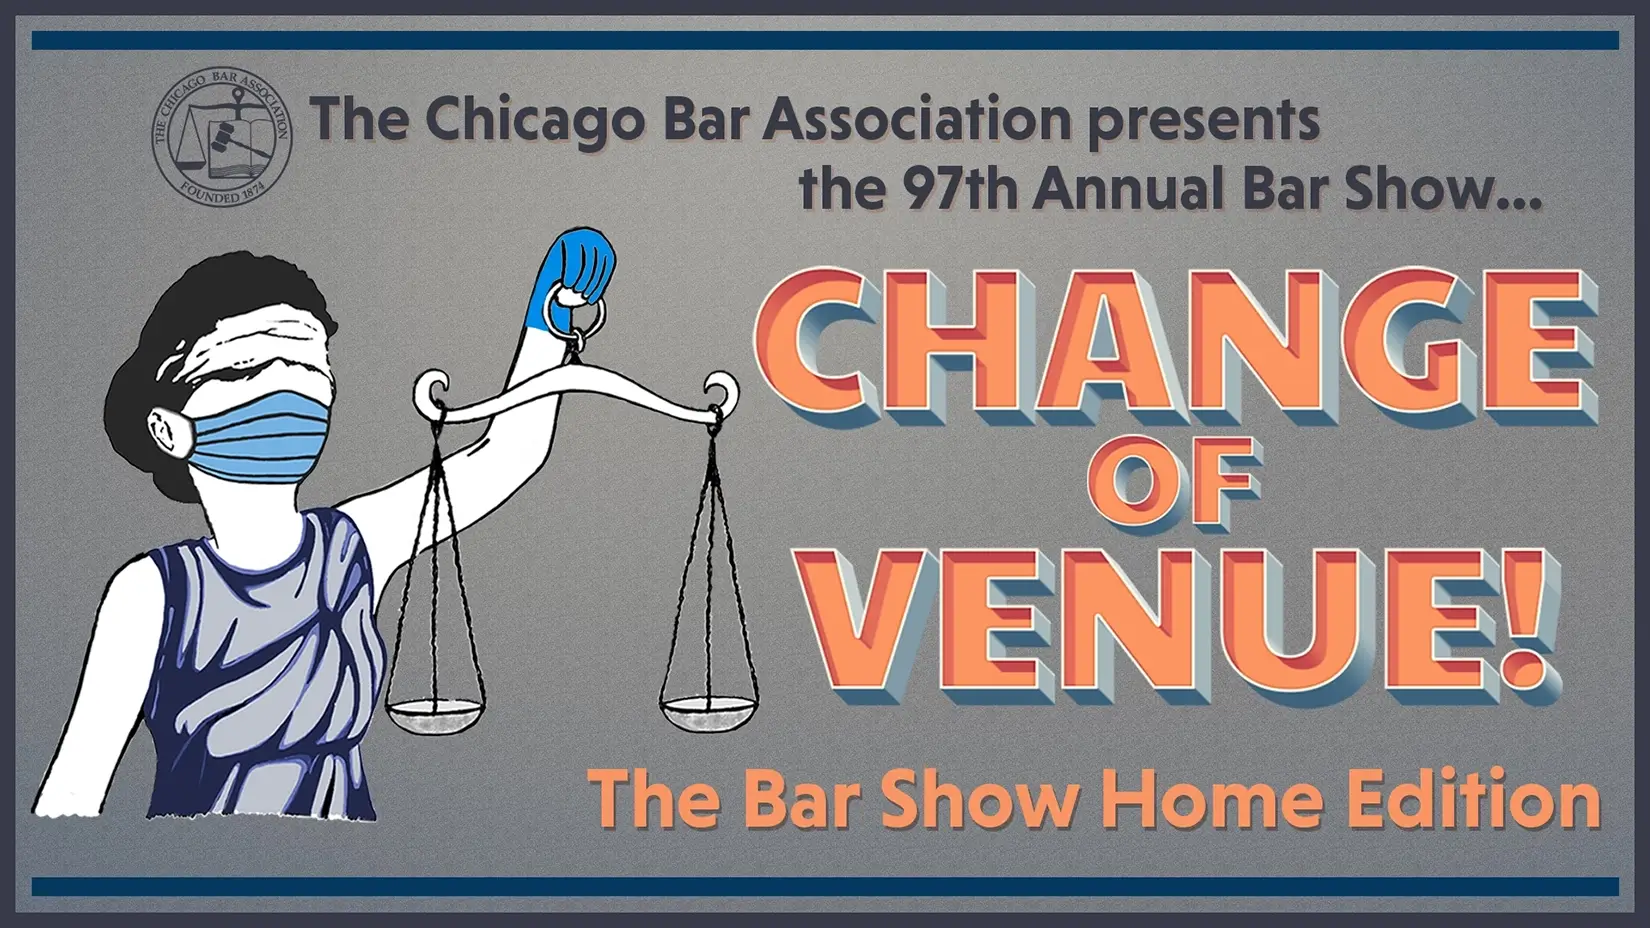 THE CHICAGO BAR ASSOCIATION
FOUNDED 1874
The Chicago Bar Association presents
the 97th Annual Bar Show...
CHANGE
OF
VENUE!
The Bar Show Home Edition